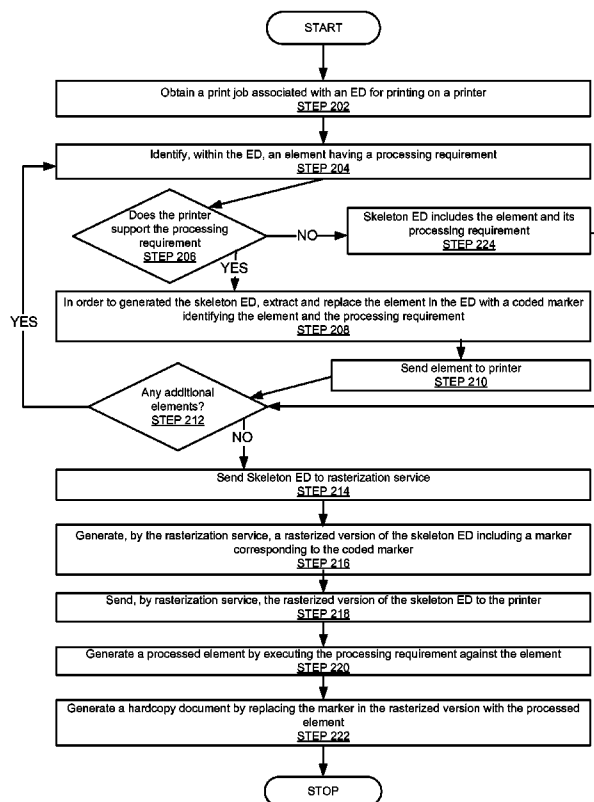 START
Obtain a print job associated with an ED for printing on a printer
STEP 202
Identify, within the ED, an element having a processing requirement
STEP 204
Does the printer
support the processing
requirement
STEP 206
NO
Skeleton ED includes the element and its
processing requirement
STEP 224
YES
YES
In order to generated the skeleton ED, extract and replace the element in the ED with a coded marker
identifying the element and the processing requirement
STEP 208
Send element to printer
STEP 210
Any additional
elements?
STEP 212
NO
Send Skeleton ED to rasterization service
STEP 214
Generate, by the rasterization service, a rasterized version of the skeleton ED including a marker
corresponding to the coded marker
STEP 216
Send, by rasterization service, the rasterized version of the skeleton ED to the printer
STEP 218
Generate a processed element by executing the processing requirement against the element
STEP 220
Generate a hardcopy document by replacing the marker in the rasterized version with the processed
element
STEP 222
STOP